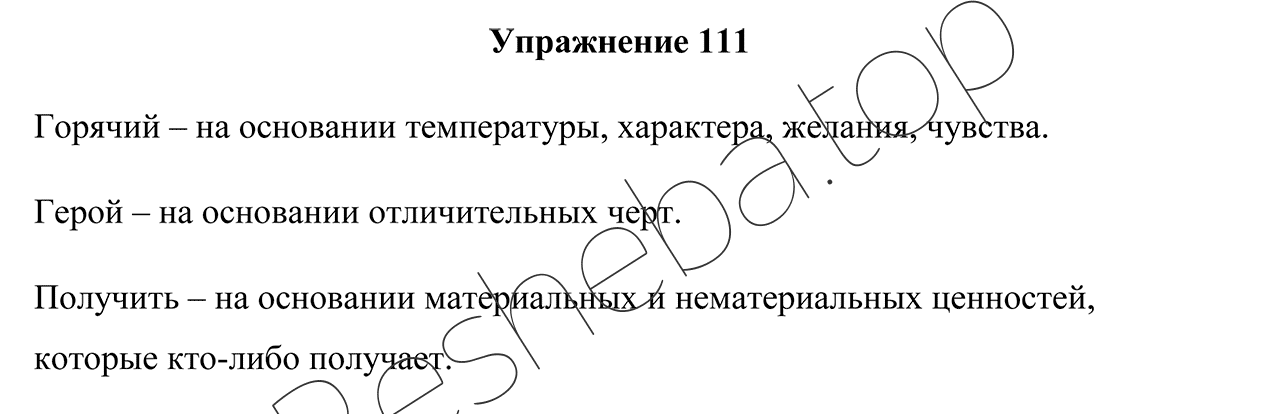 Упражнение 111
Горячий – на основании температуры, характера, желания, чувства.
Герой – на основании отличительных черт.
Получить – на основании материальных и нематериальных ценностей,
которые кто-либо получает.
Resheba.top